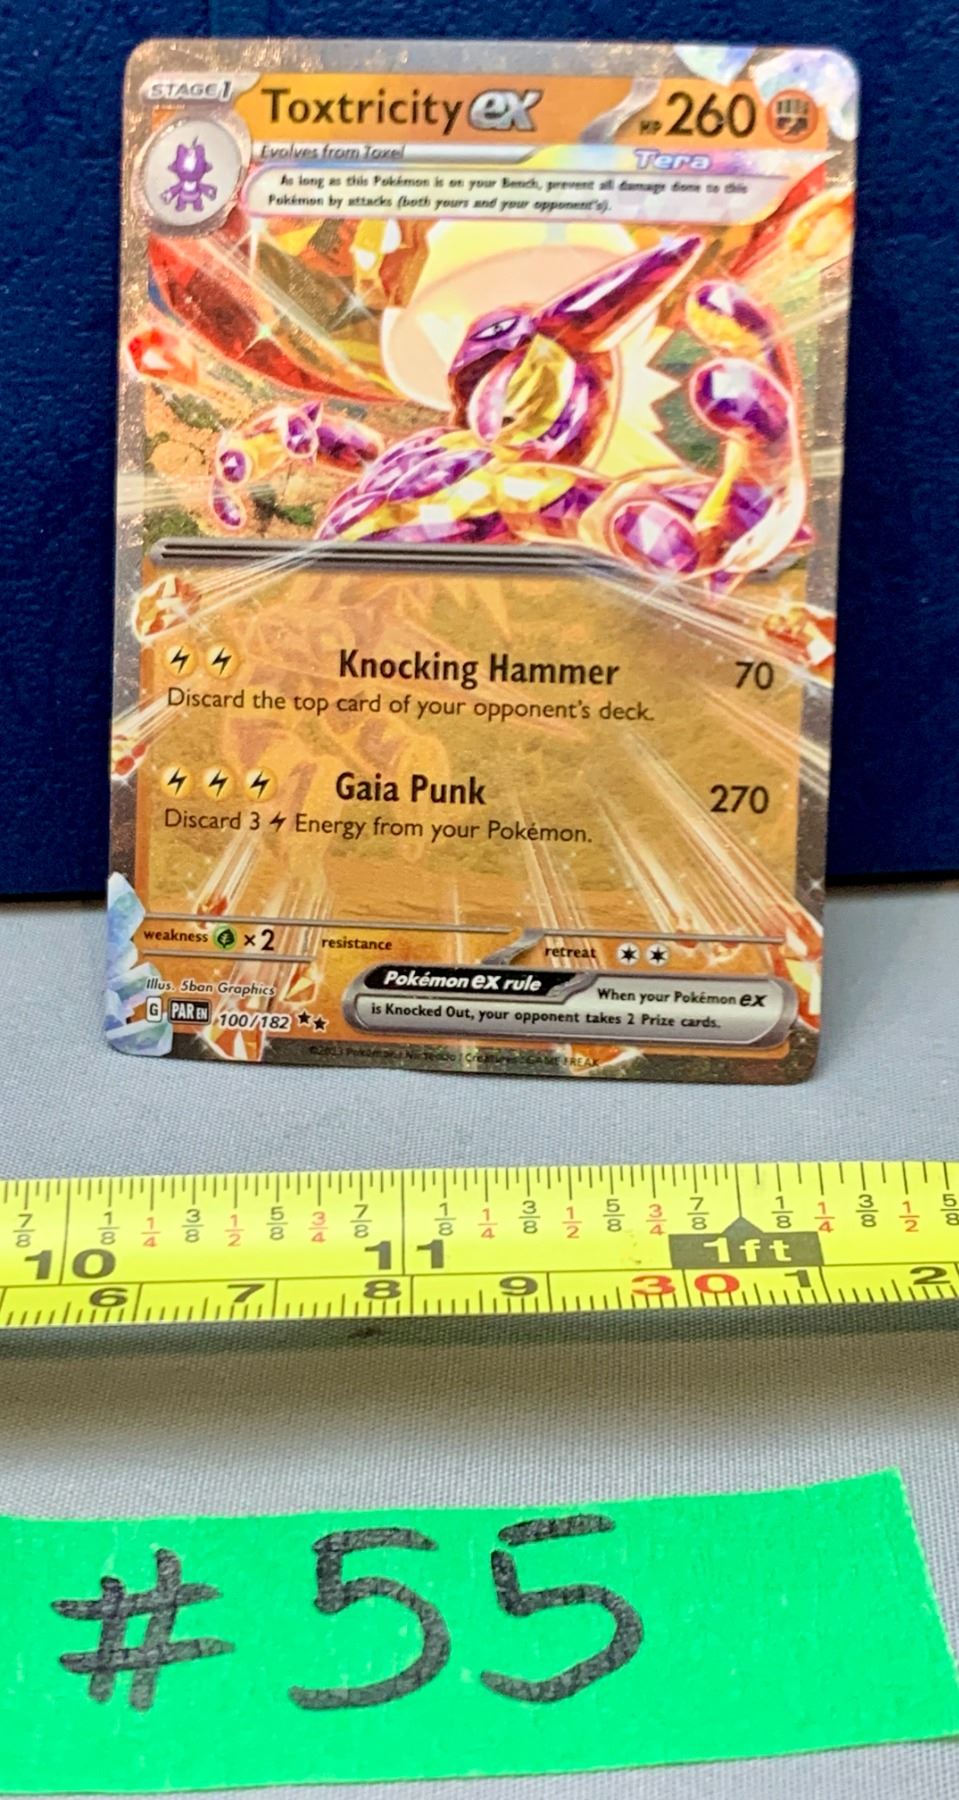 STAGE 1 Toxtricity ex HP 260
Evolves from Toxel Tera
As long as this Pokémon is on your Bench, prevent all damage done to this
Pokémon by attacks (both yours and your opponent's).
Knocking Hammer 70
Discard the top card of your opponent's deck.
Gaia Punk 270
Discard 3 Energy from your Pokémon.
weakness ×2 resistance retreat
Illus. 5ban Graphics
Pokémon ex rule When your Pokémon ex
is Knocked Out, your opponent takes 2 Prize cards.
G PAR EN 100/182 ★★
©2023 Pokémon / Nintendo / Creatures / GAME FREAK
7/8 1/8 1/4 3/8 1/2 5/8 3/4 7/8 1/8 1/4 3/8 1/2 5/8 3/4 7/8 1/8 1/4 3/8 1/2 5/8
10 11 1ft
6 7 8 9 30 1 2
#55